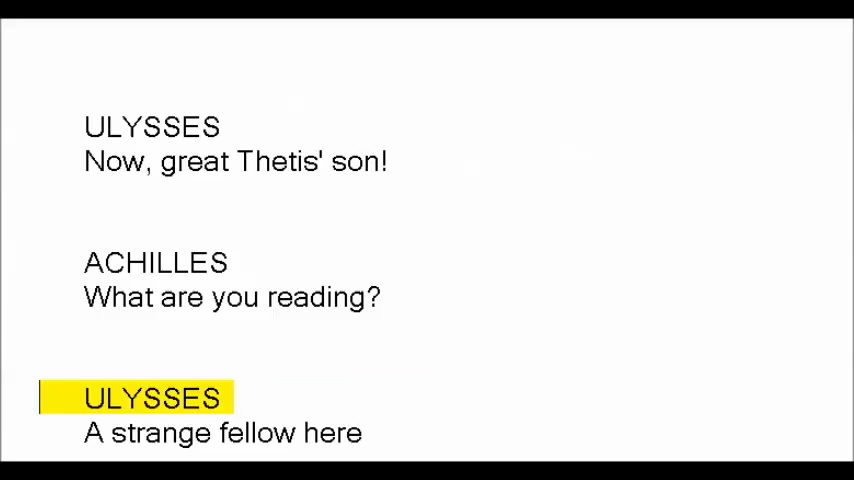 ULYSSES
Now, great Thetis' son!
ACHILLES
What are you reading?
ULYSSES
A strange fellow here